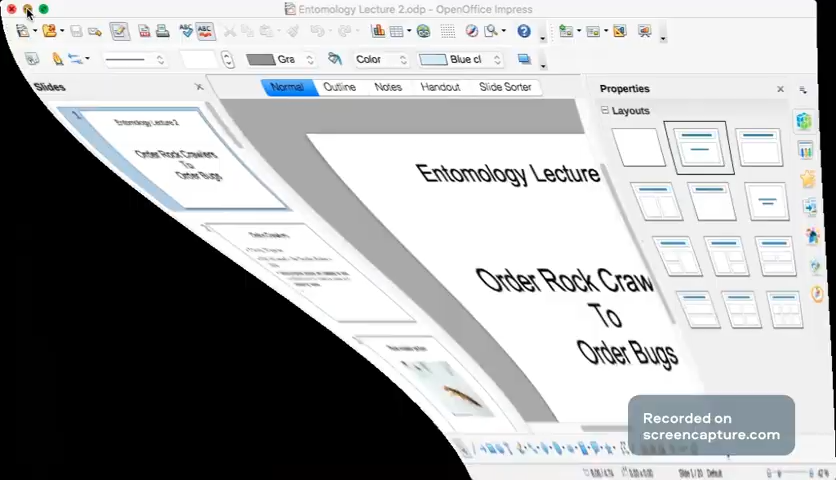 Entomology Lecture 2.odp - OpenOffice Impress
Gra
Color
Blue cl
Slides
Normal Outline Notes Handout Slide Sorter
Properties
Layouts
1
Entomology Lecture 2
Order Rock Crawlers
To
Order Bugs
Entomology Lecture
Order Rock Craw
To
Order Bugs
Recorded on
screencapture.com